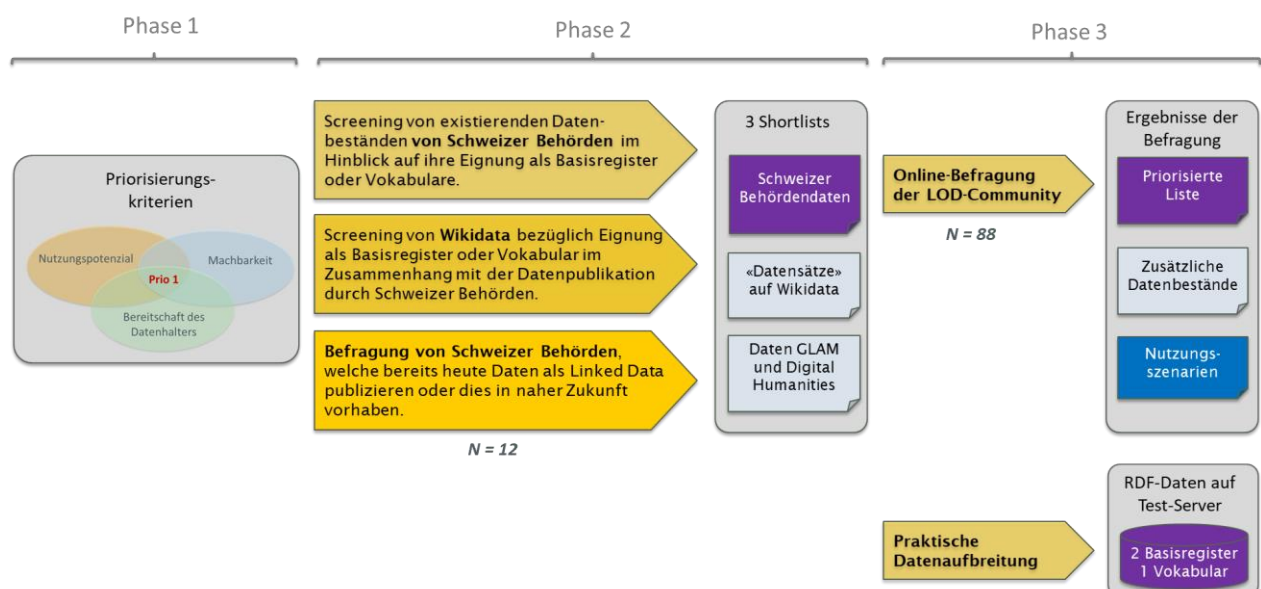 Phase 1
Phase 2
Phase 3
Priorisierungs-
kriterien
Nutzungspotenzial
Machbarkeit
Prio 1
Bereitschaft des
Datenhalters
Screening von existierenden Daten-
beständen von Schweizer Behörden im
Hinblick auf ihre Eignung als Basisregister
oder Vokabulare.
Screening von Wikidata bezüglich Eignung
als Basisregister oder Vokabular im
Zusammenhang mit der Datenpublikation
durch Schweizer Behörden.
Befragung von Schweizer Behörden,
welche bereits heute Daten als Linked Data
publizieren oder dies in naher Zukunft
vorhaben.
N = 12
3 Shortlists
Schweizer
Behördendaten
«Datensätze»
auf Wikidata
Daten GLAM
und Digital
Humanities
Online-Befragung
der LOD-Community
N = 88
Ergebnisse der
Befragung
Priorisierte
Liste
Zusätzliche
Datenbestände
Nutzungs-
szenarien
Praktische
Datenaufbreitung
RDF-Daten auf
Test-Server
2 Basisregister
1 Vokabular